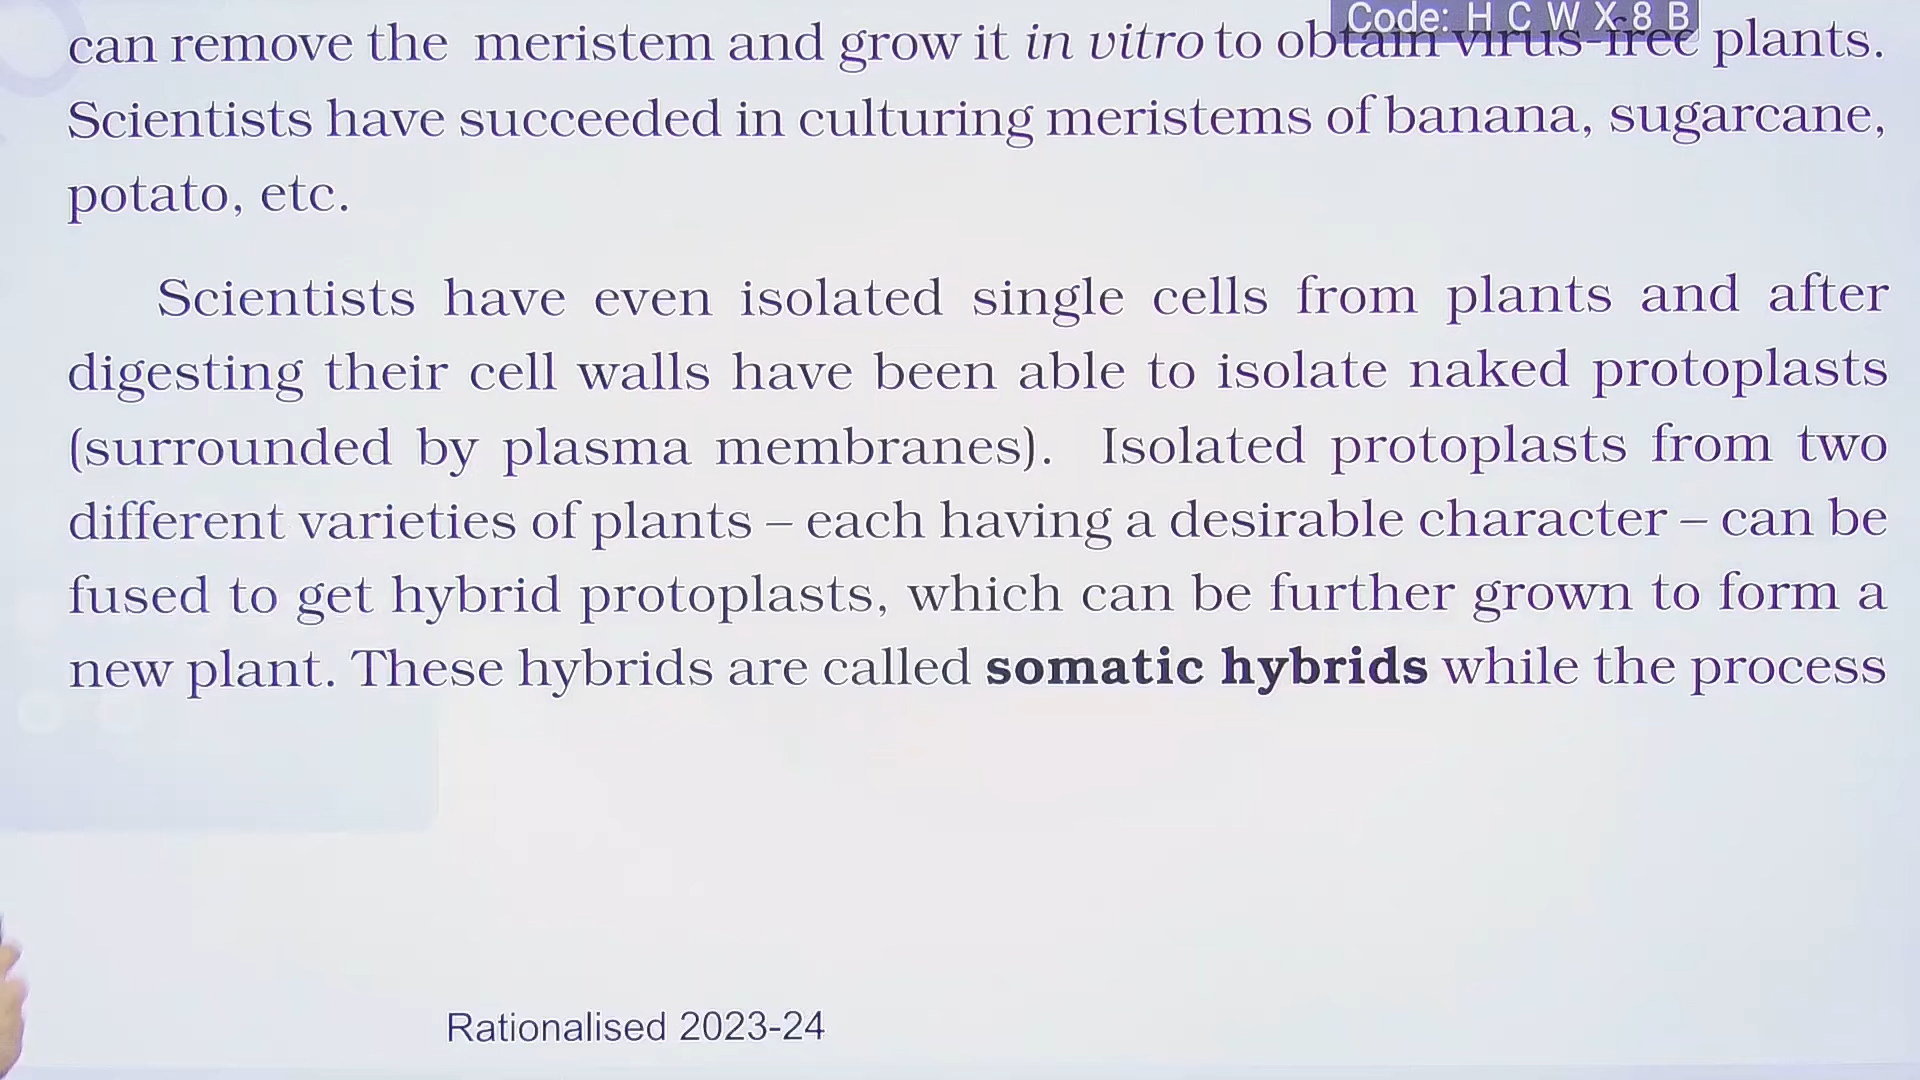 Code: H C W X 8 B
can remove the meristem and grow it in vitro to obtain virus-free plants.
Scientists have succeeded in culturing meristems of banana, sugarcane,
potato, etc.
Scientists have even isolated single cells from plants and after
digesting their cell walls have been able to isolate naked protoplasts
(surrounded by plasma membranes). Isolated protoplasts from two
different varieties of plants – each having a desirable character – can be
fused to get hybrid protoplasts, which can be further grown to form a
new plant. These hybrids are called somatic hybrids while the process
Rationalised 2023-24